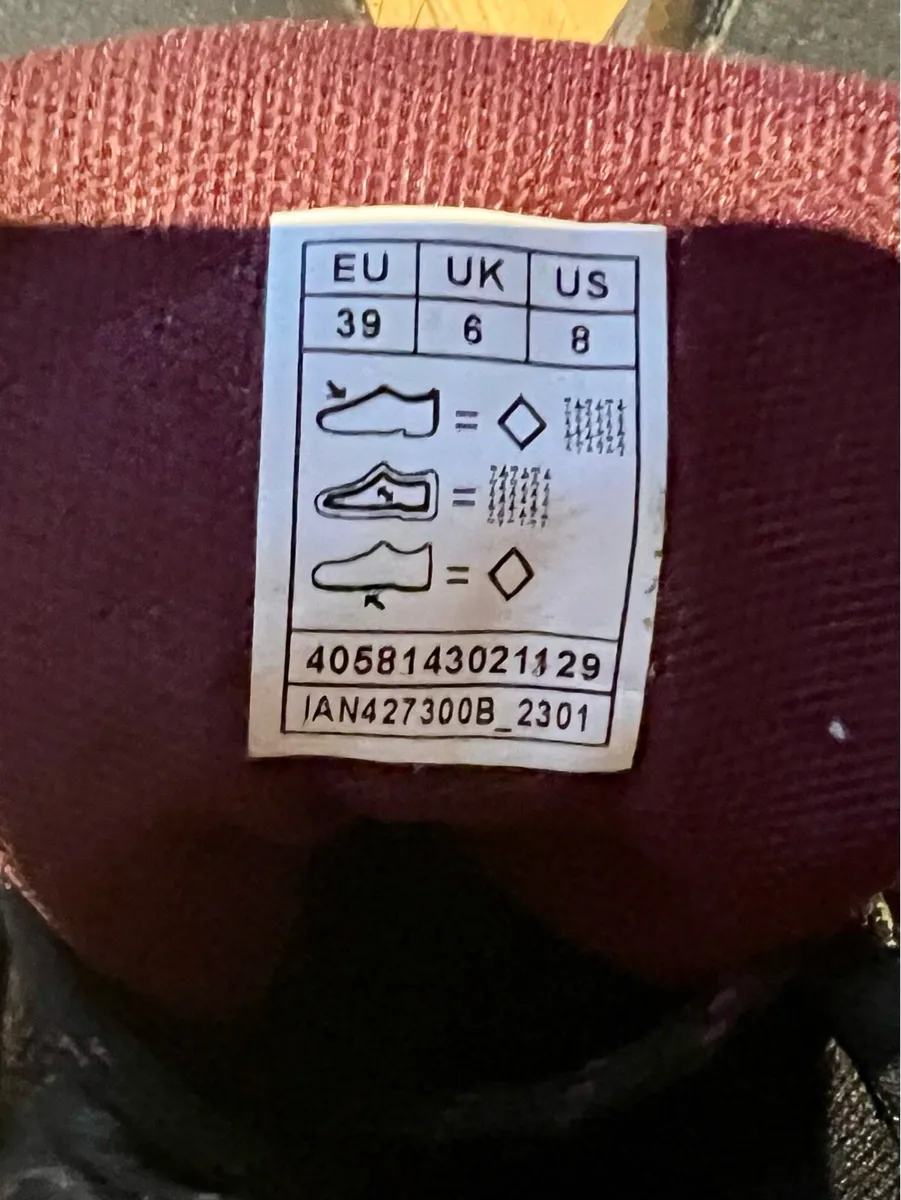 EU UK US
39 6 8
=
=
=
4058143021129
IAN427300B_2301